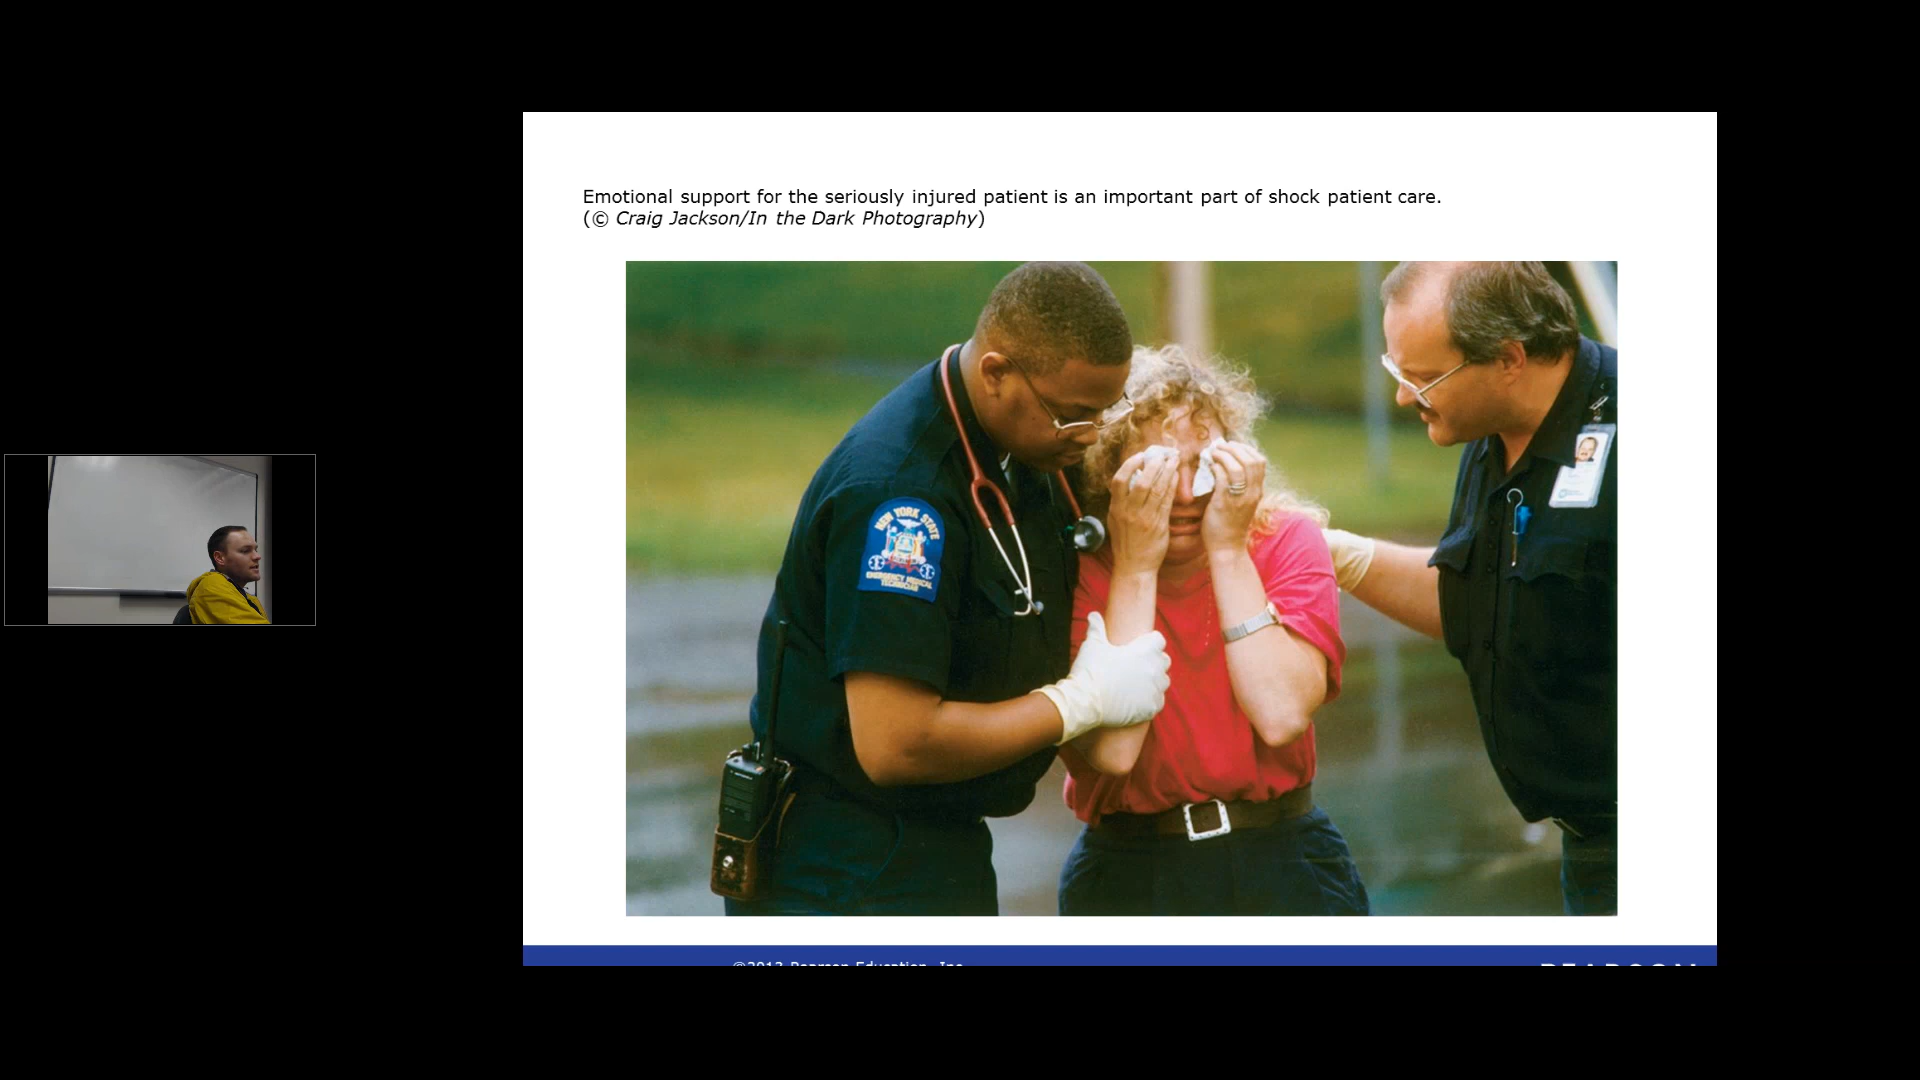 Emotional support for the seriously injured patient is an important part of shock patient care.
(© Craig Jackson/In the Dark Photography)
NEW YORK STATE
EMERGENCY MEDICAL
TECHNICIAN
©2013 Pearson Education, Inc.
PEARSON